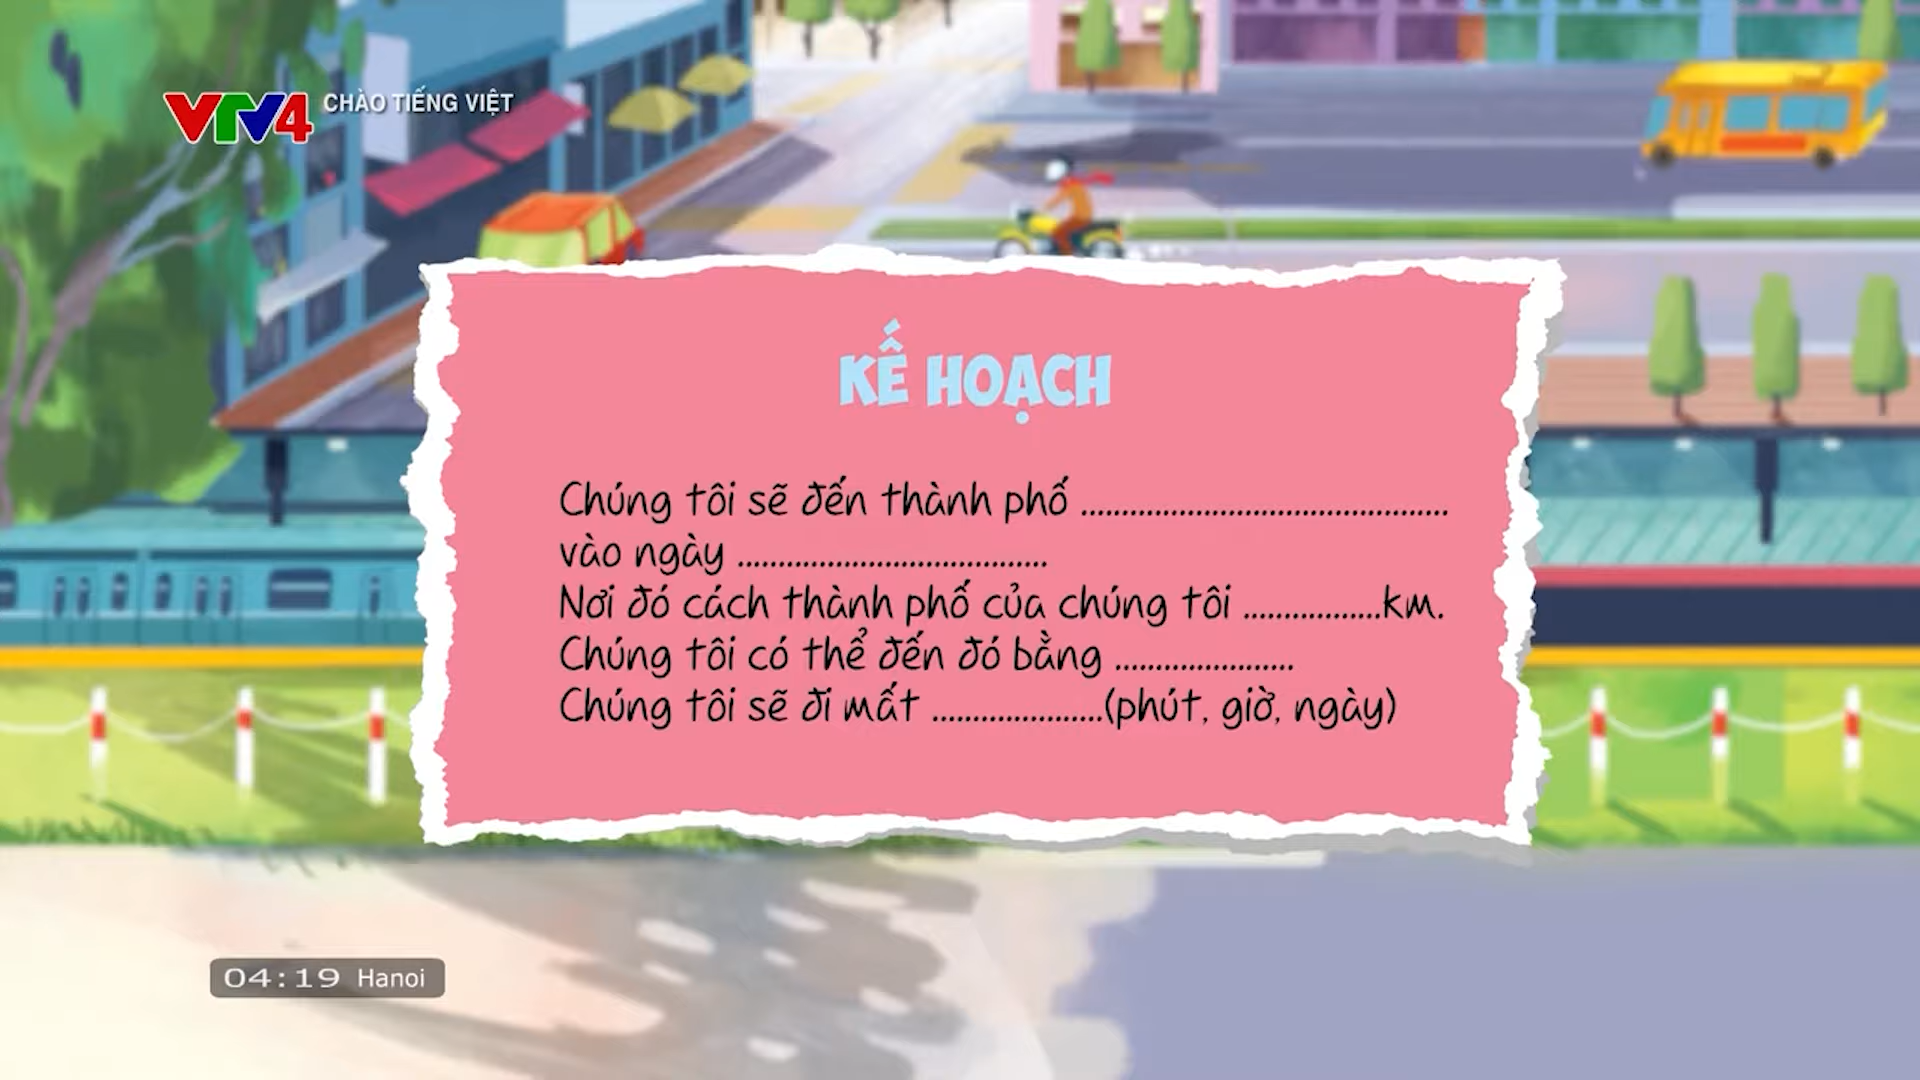 VTV4 CHÀO TIẾNG VIỆT
KẾ HOẠCH
Chúng tôi sẽ đến thành phố .............................................
vào ngày ......................................
Nơi đó cách thành phố của chúng tôi .................km.
Chúng tôi có thể đến đó bằng ......................
Chúng tôi sẽ đi mất .....................(phút, giờ, ngày)
04:19 Hanoi